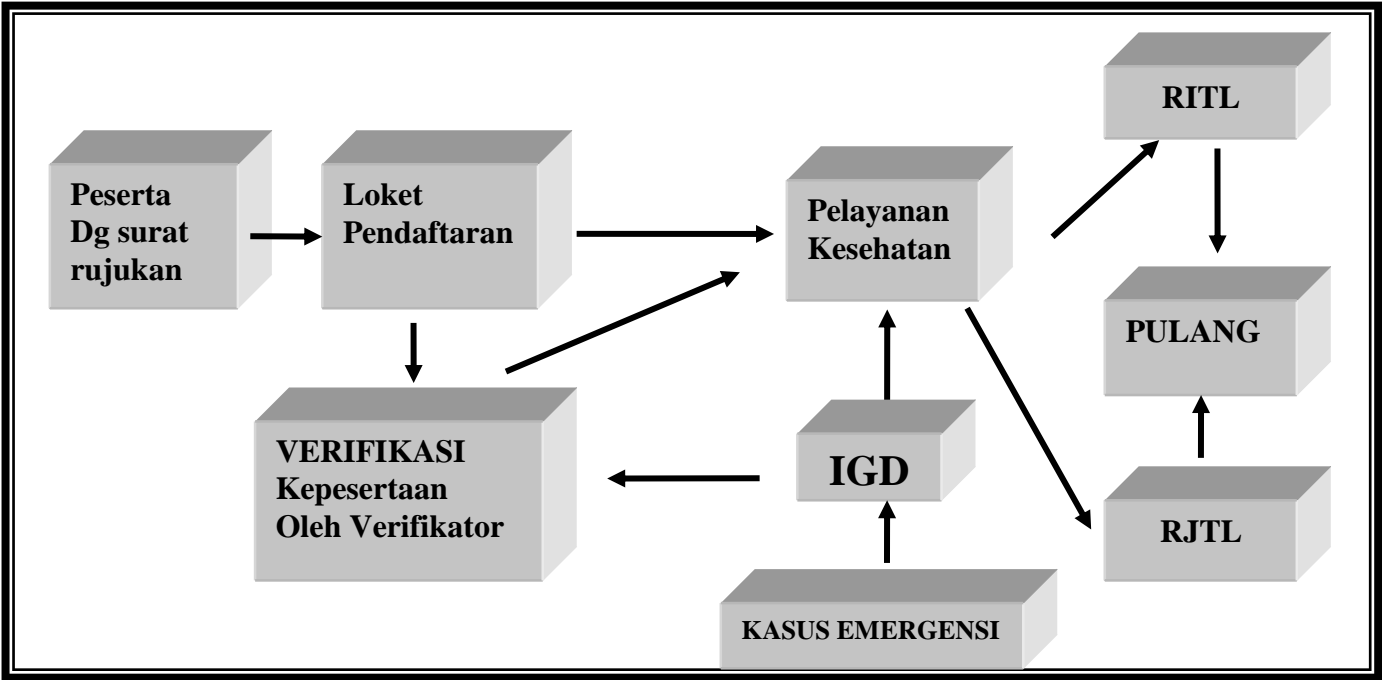 Peserta
Dg surat
rujukan
Loket
Pendaftaran
Pelayanan
Kesehatan
RITL
PULANG
VERIFIKASI
Kepesertaan
Oleh Verifikator
IGD
RJTL
KASUS EMERGENSI